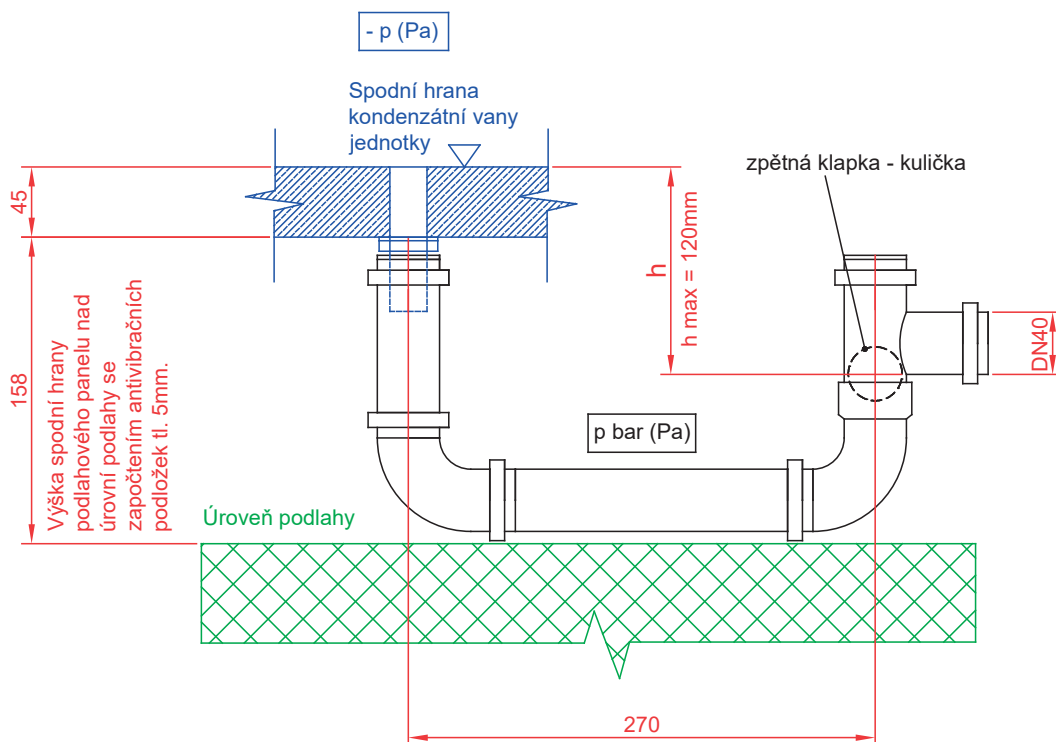 - p (Pa)
Spodní hrana
kondenzátní vany
jednotky
zpětná klapka - kulička
45
h
h max = 120mm
DN40
158
Výška spodní hrany
podlahového panelu nad
úrovní podlahy se
započtením antivibračních
podložek tl. 5mm.
p bar (Pa)
Úroveň podlahy
270